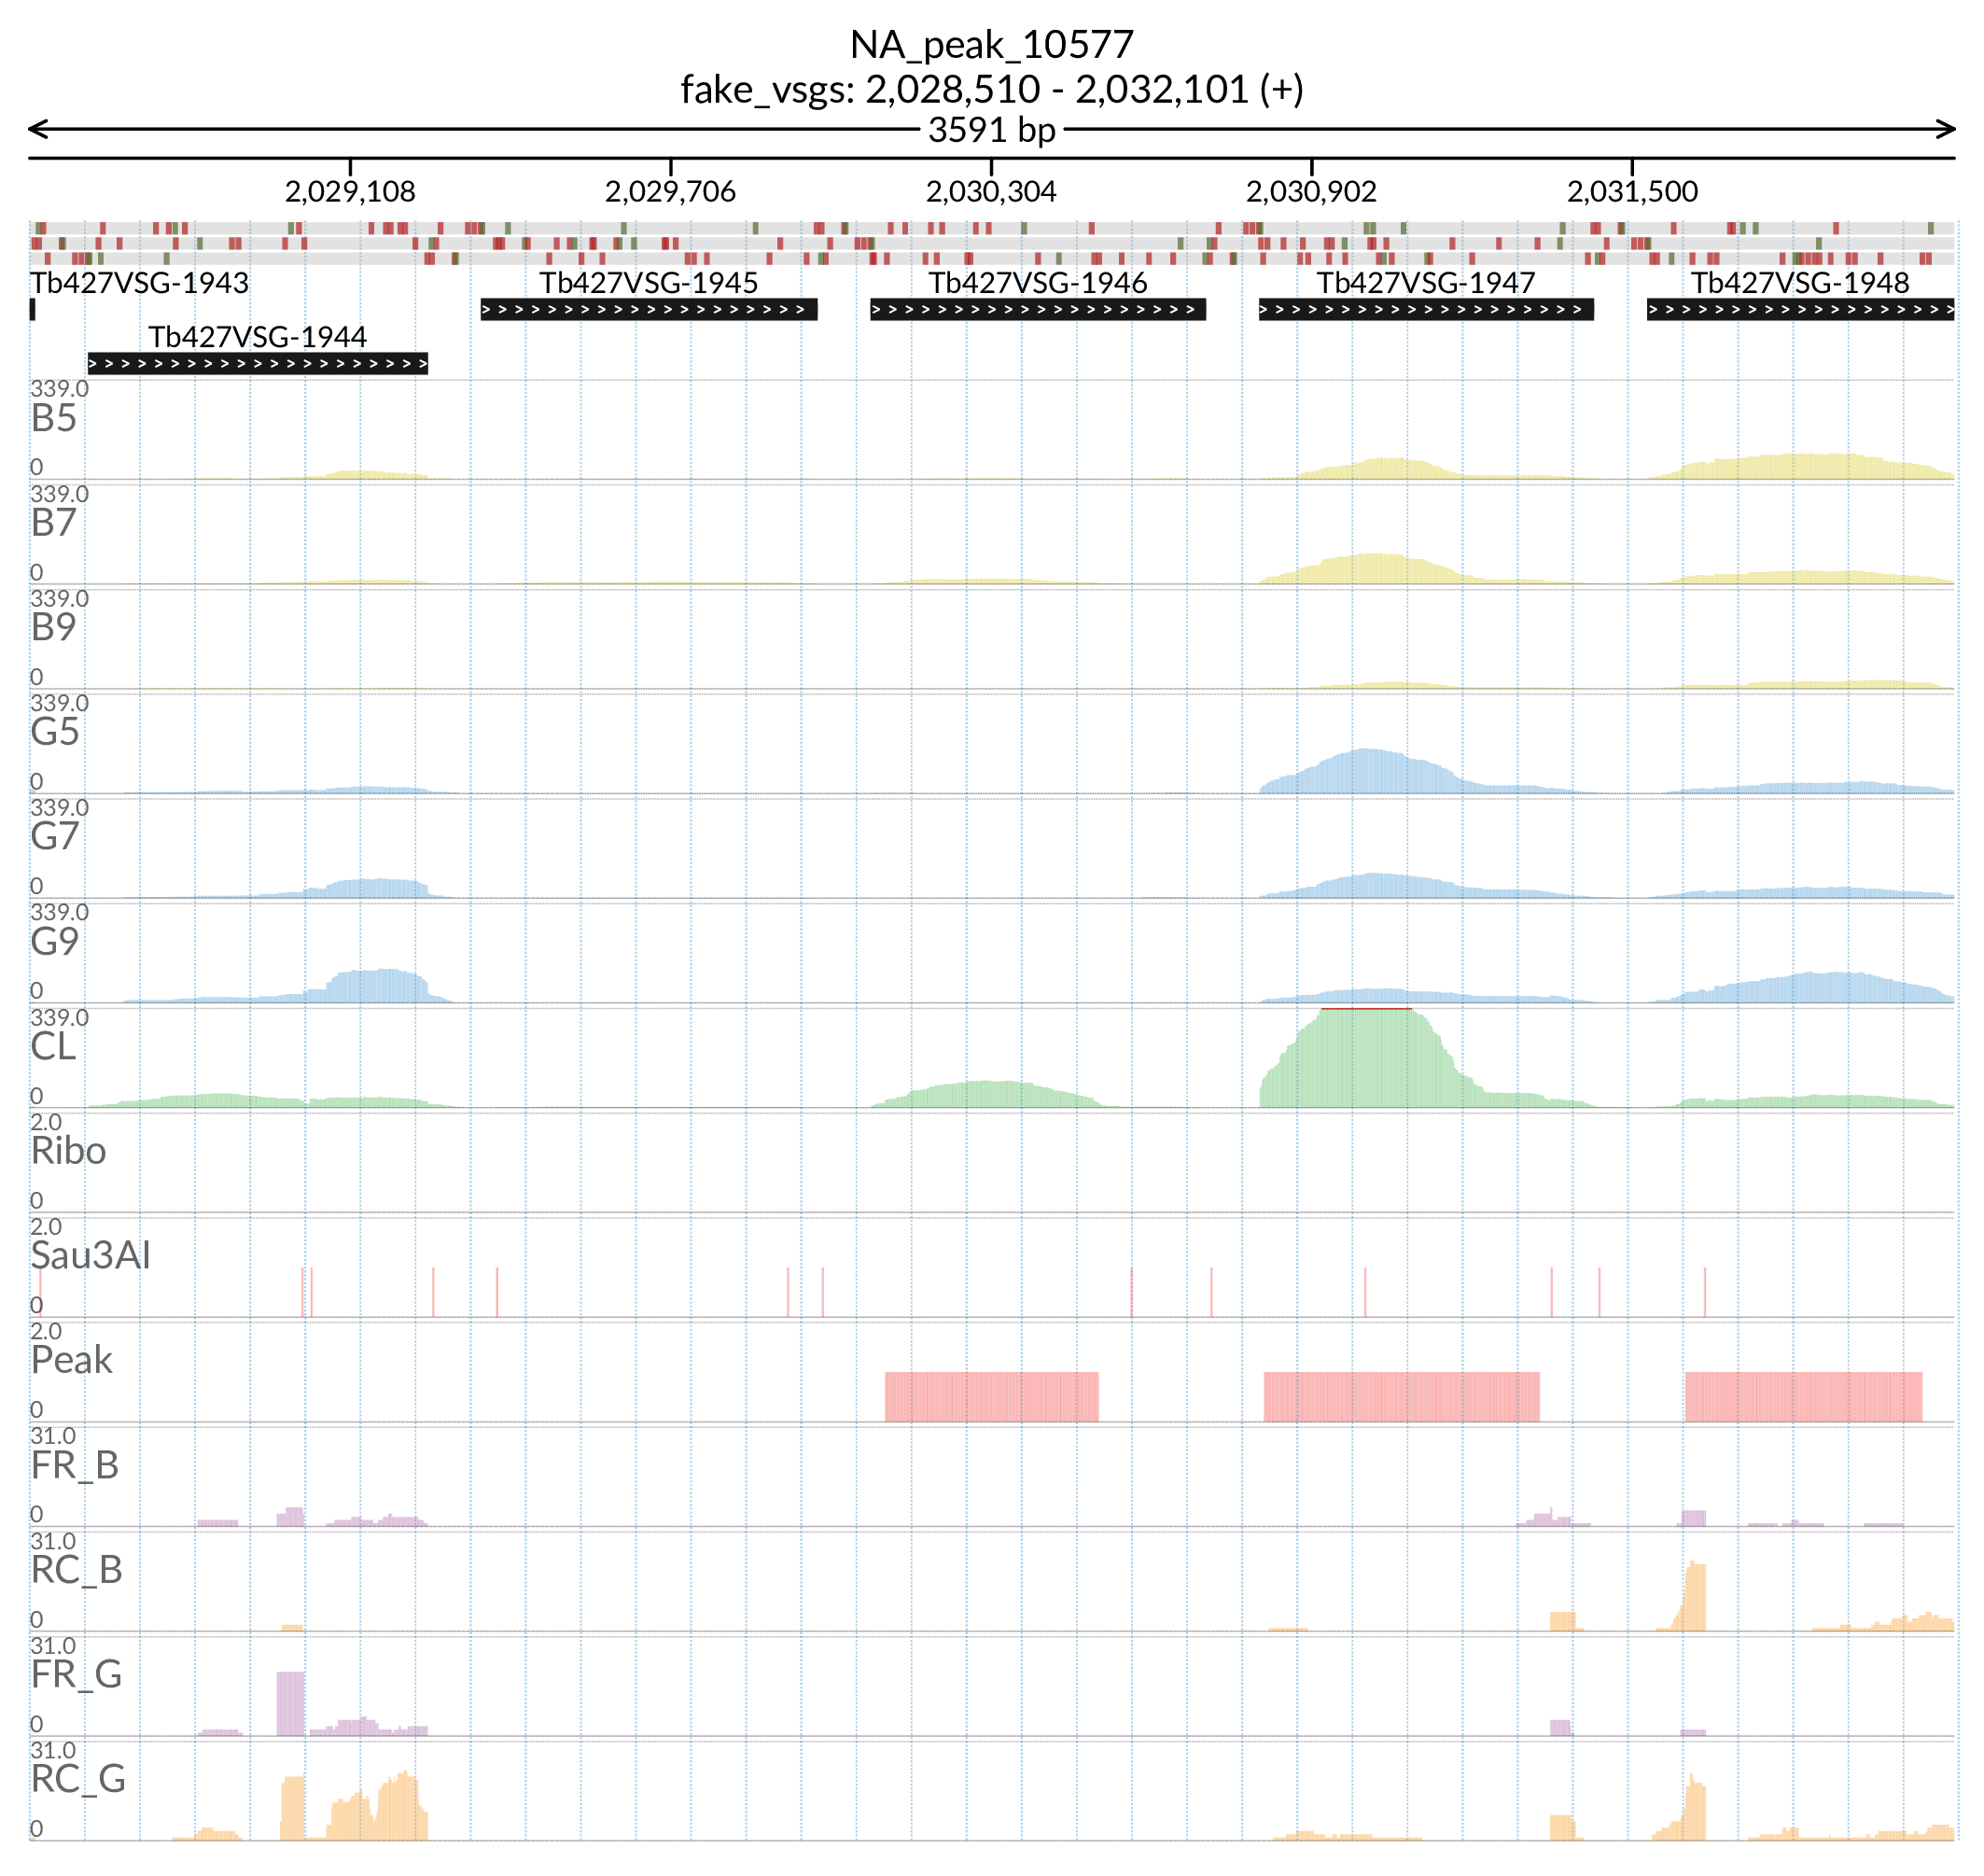 NA_peak_10577
fake_vsgs: 2,028,510 - 2,032,101 (+)
3591 bp
2,029,108 2,029,706 2,030,304 2,030,902 2,031,500
Tb427VSG-1943 Tb427VSG-1945 Tb427VSG-1946 Tb427VSG-1947 Tb427VSG-1948
Tb427VSG-1944
339.0
B5
0
339.0
B7
0
339.0
B9
0
339.0
G5
0
339.0
G7
0
339.0
G9
0
339.0
CL
0
2.0
Ribo
0
2.0
Sau3AI
0
2.0
Peak
0
31.0
FR_B
0
31.0
RC_B
0
31.0
FR_G
0
31.0
RC_G
0